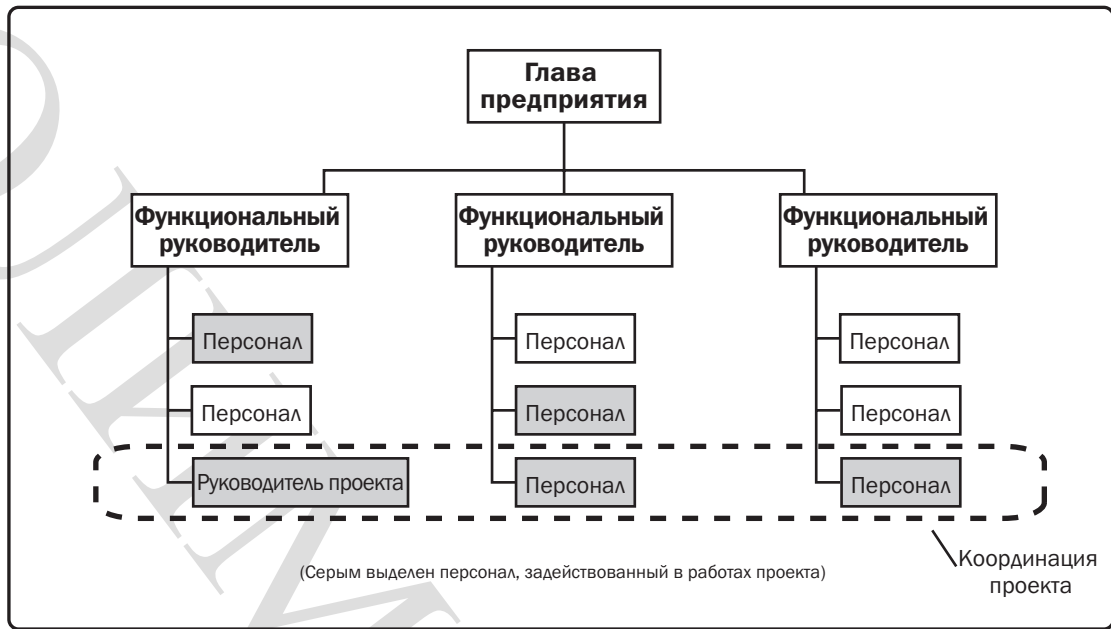 Глава
предприятия
Функциональный
руководитель
Функциональный
руководитель
Функциональный
руководитель
Персонал
Персонал
Персонал
Персонал
Персонал
Персонал
Руководитель проекта
Персонал
Персонал
(Серым выделен персонал, задействованный в работах проекта)
Координация
проекта